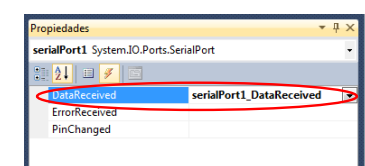 Propiedades
serialPort1 System.IO.Ports.SerialPort
DataReceived serialPort1_DataReceived
ErrorReceived
PinChanged